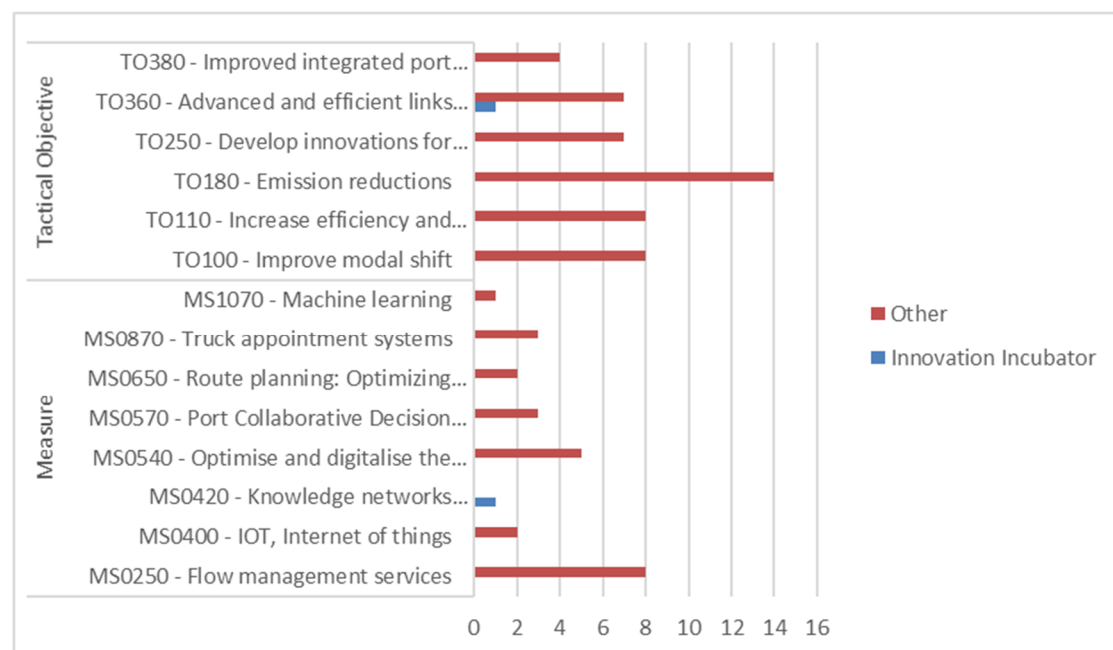 Tactical Objective
TO380 - Improved integrated port...
TO360 - Advanced and efficient links...
TO250 - Develop innovations for...
TO180 - Emission reductions
TO110 - Increase efficiency and...
TO100 - Improve modal shift
Measure
MS1070 - Machine learning
MS0870 - Truck appointment systems
MS0650 - Route planning: Optimizing...
MS0570 - Port Collaborative Decision...
MS0540 - Optimise and digitalise the...
MS0420 - Knowledge networks...
MS0400 - IOT, Internet of things
MS0250 - Flow management services
0 2 4 6 8 10 12 14 16
Other
Innovation Incubator